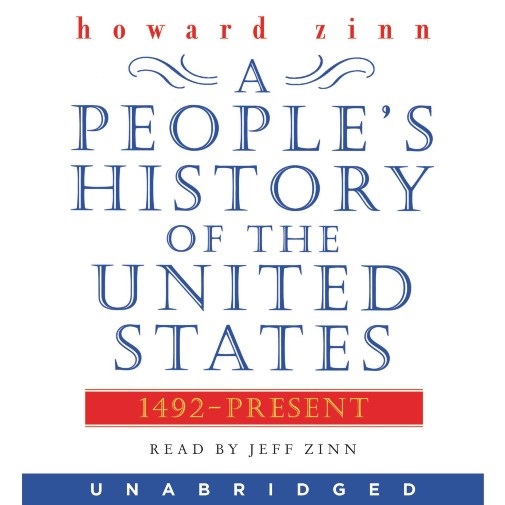 howard zinn
A
PEOPLE'S
HISTORY
OF THE
UNITED
STATES
1492–PRESENT
READ BY JEFF ZINN
UNABRIDGED